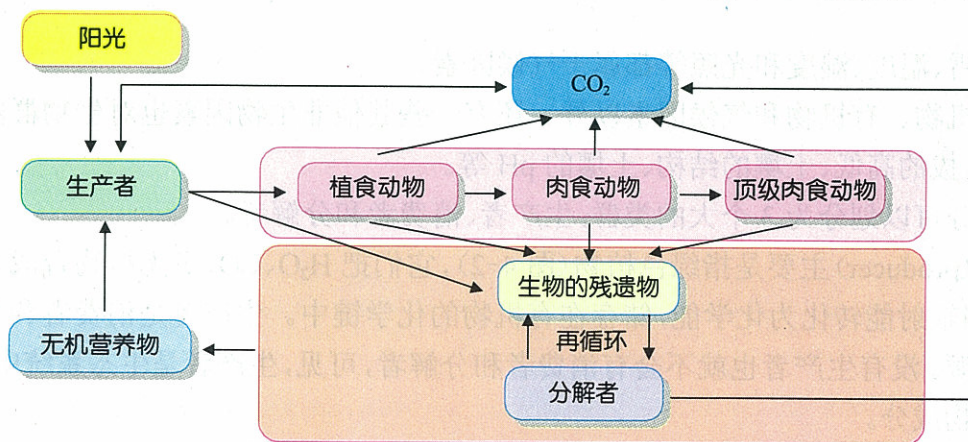 阳光
CO₂
生产者
植食动物
肉食动物
顶级肉食动物
生物的残遗物
无机营养物
再循环
分解者